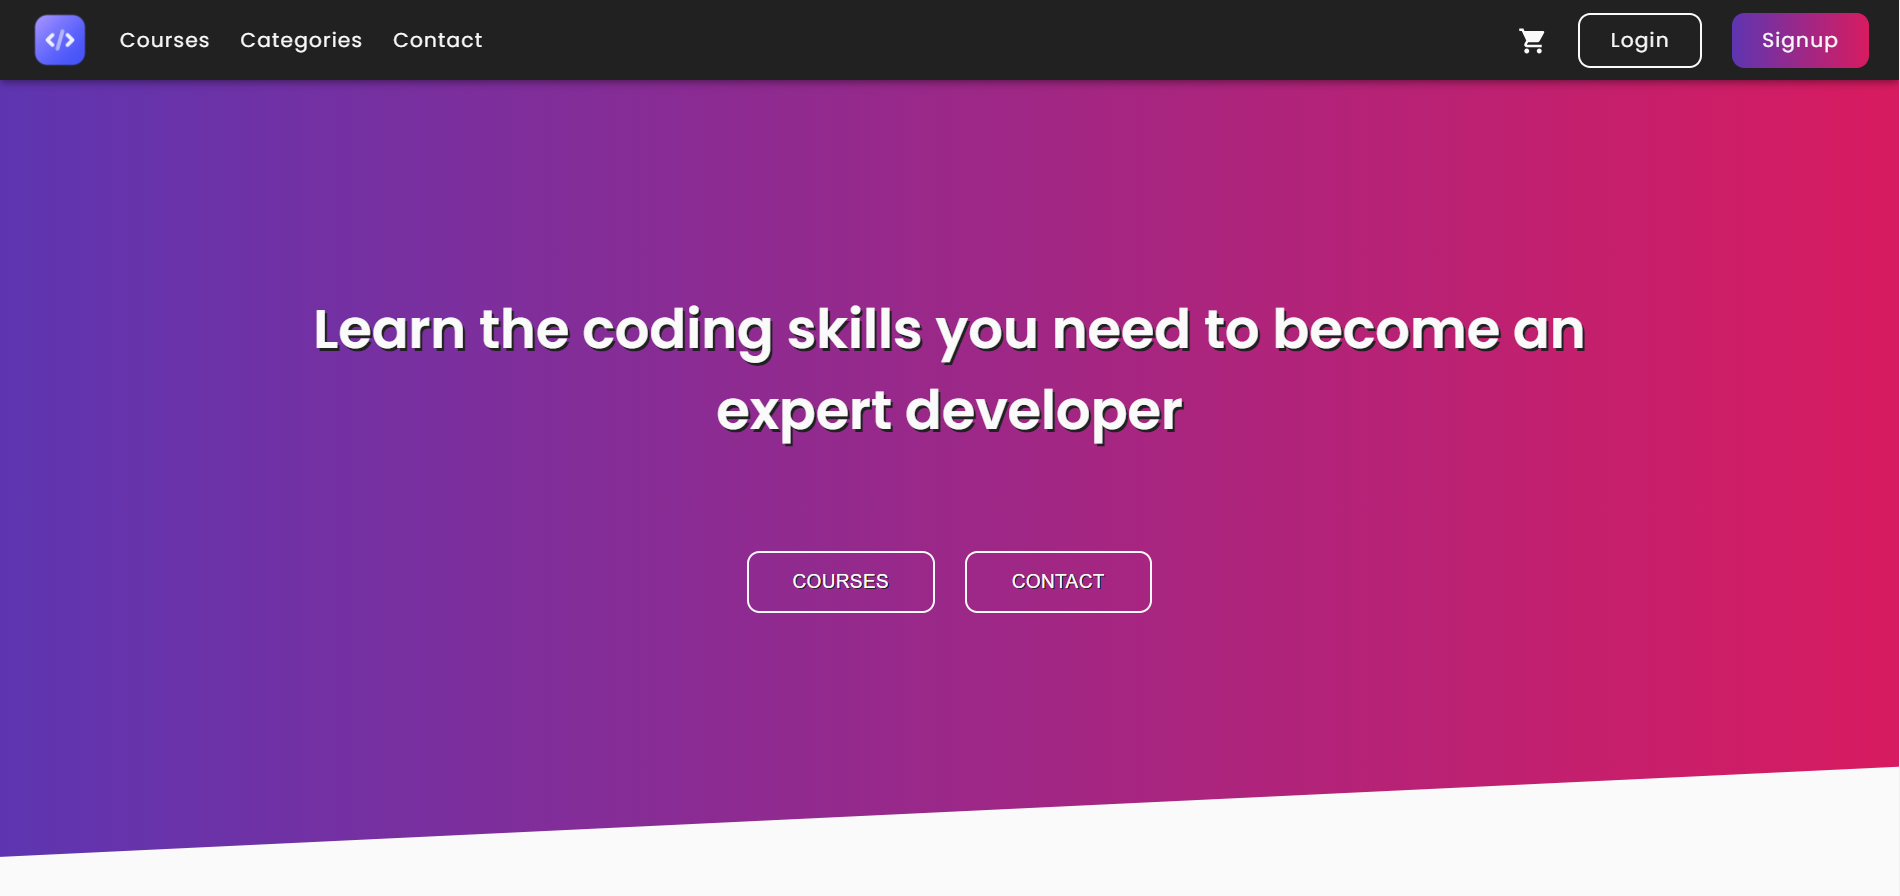 Courses Categories Contact Login Signup
Learn the coding skills you need to become an
expert developer
COURSES CONTACT